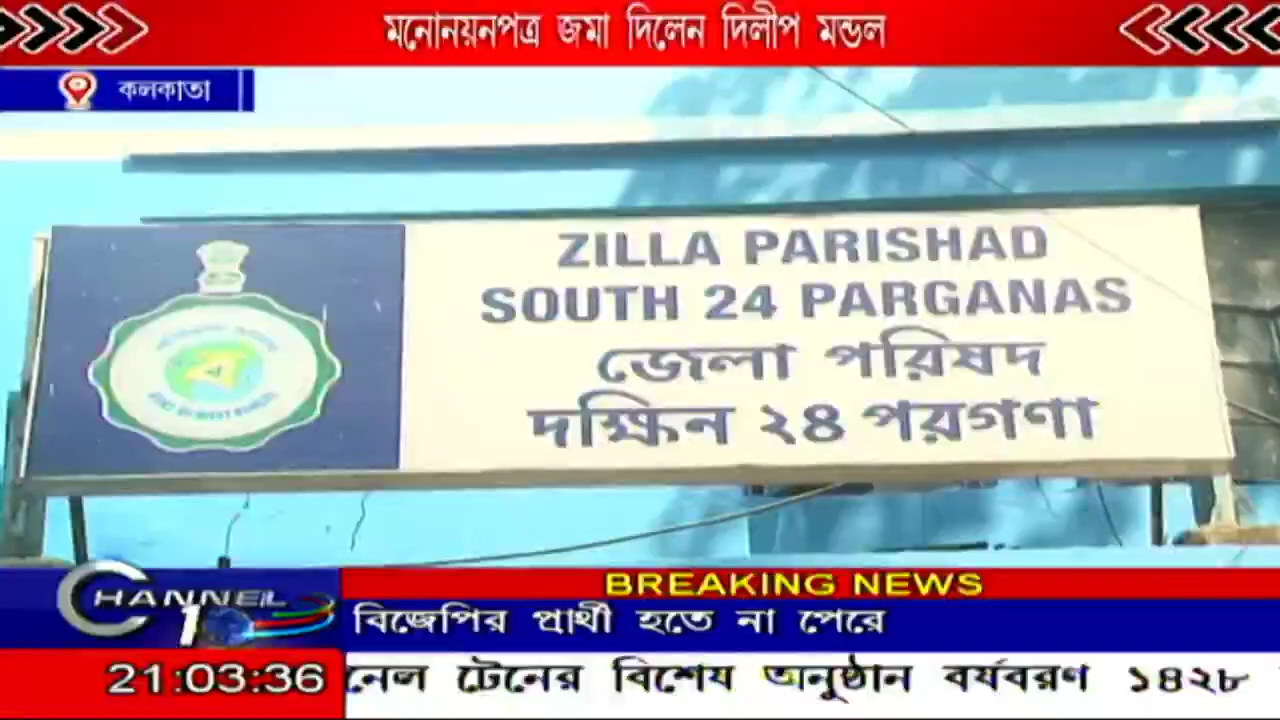 মনোনয়নপত্র জমা দিলেন দিলীপ মন্ডল
কলকাতা
ZILLA PARISHAD
SOUTH 24 PARGANAS
জেলা পরিষদ
দক্ষিন ২৪ পরগণা
BREAKING NEWS
CHANNEL
10
বিজেপির প্রার্থী হতে না পেরে
21:03:36
নেল টেনের বিশেষ অনুষ্ঠান বর্যবরণ ১৪২৮